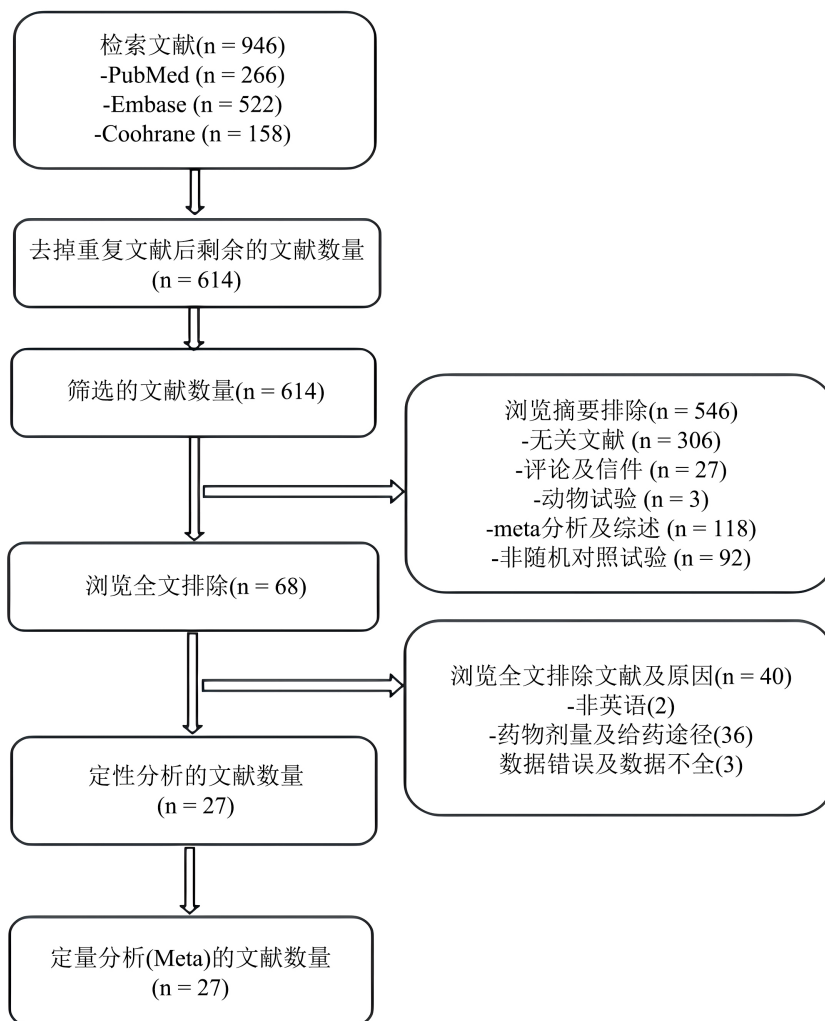 检索文献(n = 946)
-PubMed (n = 266)
-Embase (n = 522)
-Coohrane (n = 158)
去掉重复文献后剩余的文献数量
(n = 614)
筛选的文献数量(n = 614)
浏览摘要排除(n = 546)
-无关文献 (n = 306)
-评论及信件 (n = 27)
-动物试验 (n = 3)
-meta分析及综述 (n = 118)
-非随机对照试验 (n = 92)
浏览全文排除(n = 68)
浏览全文排除文献及原因(n = 40)
-非英语(2)
-药物剂量及给药途径(36)
数据错误及数据不全(3)
定性分析的文献数量
(n = 27)
定量分析(Meta)的文献数量
(n = 27)